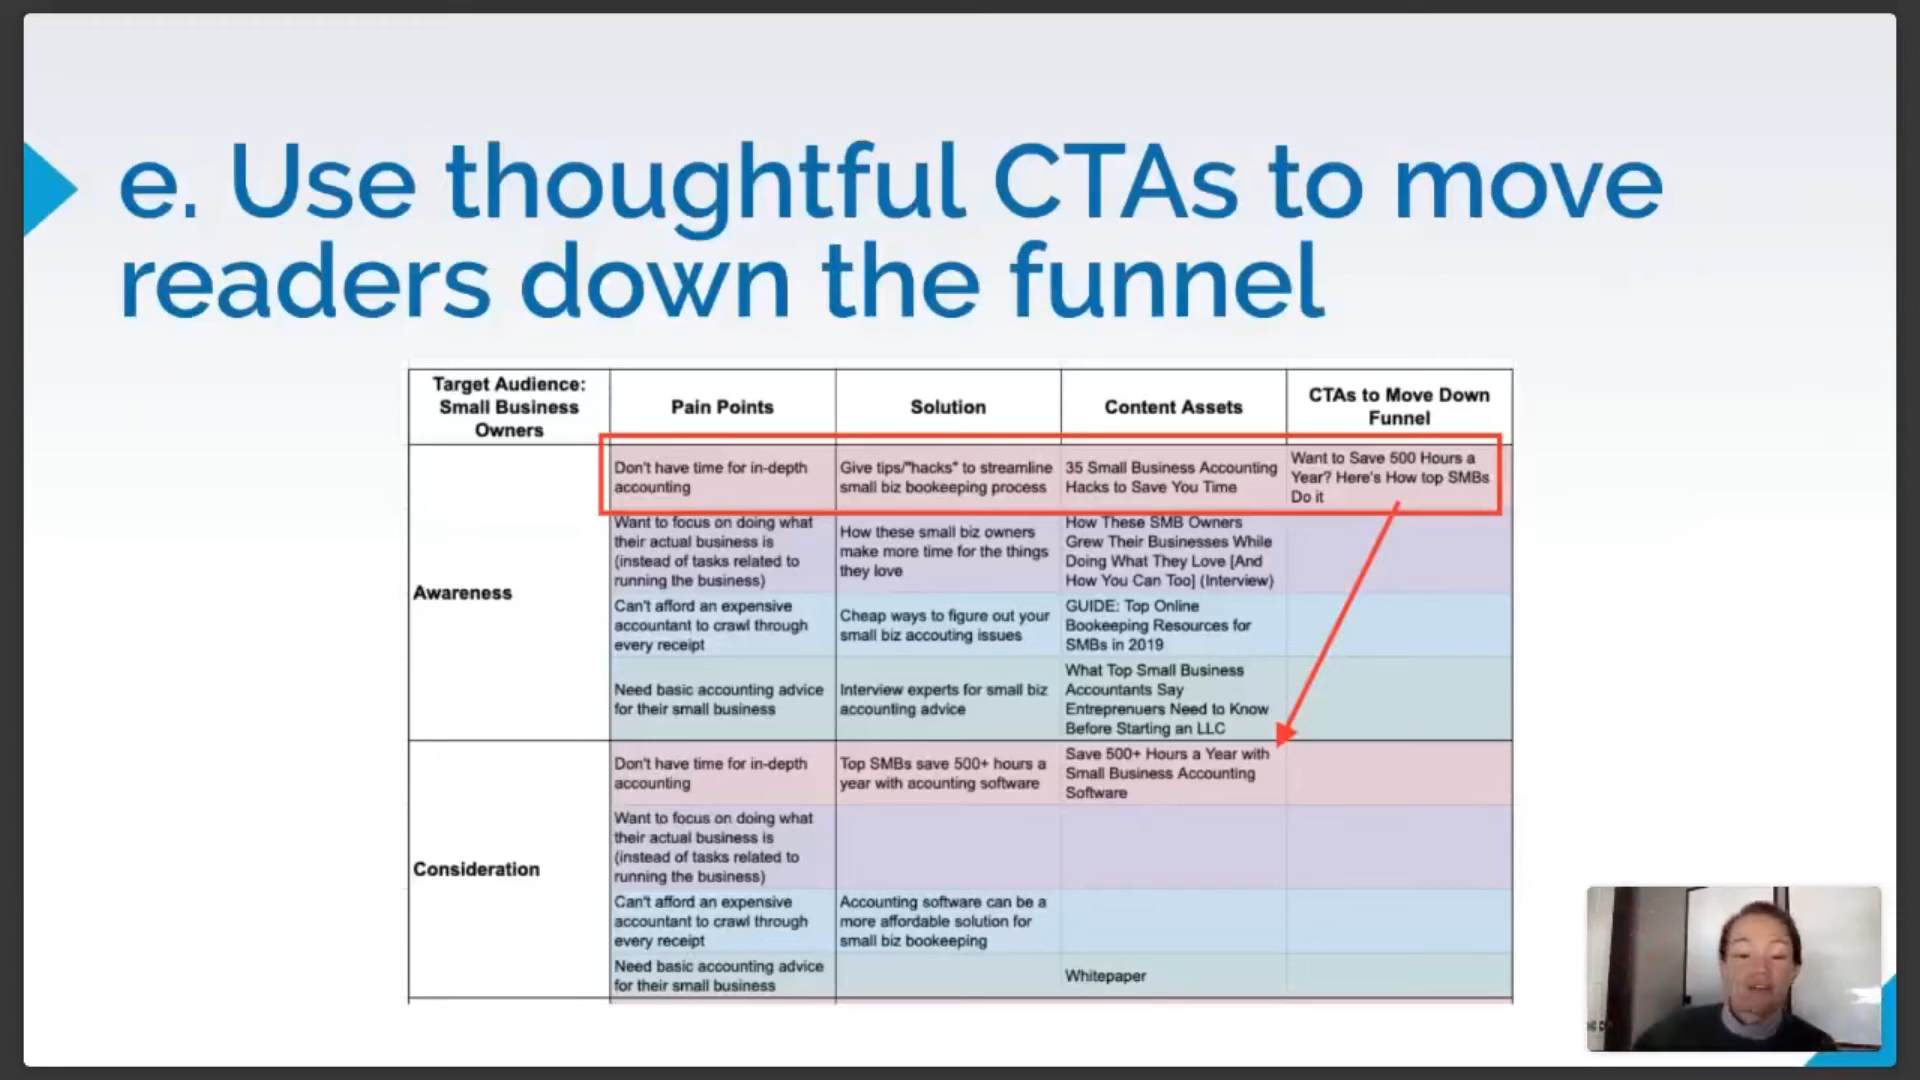 e. Use thoughtful CTAs to move
readers down the funnel
Target Audience:
Small Business
Owners
Pain Points
Solution
Content Assets
CTAs to Move Down
Funnel
Awareness
Don't have time for in-depth
accounting
Give tips/"hacks" to streamline
small biz bookeeping process
35 Small Business Accounting
Hacks to Save You Time
Want to Save 500 Hours a
Year? Here's How top SMBs
Do it
Want to focus on doing what
their actual business is
(instead of tasks related to
running the business)
How these small biz owners
make more time for the things
they love
How These SMB Owners
Grew Their Businesses While
Doing What They Love [And
How You Can Too] (Interview)
Can't afford an expensive
accountant to crawl through
every receipt
Cheap ways to figure out your
small biz accouting issues
GUIDE: Top Online
Bookeeping Resources for
SMBs in 2019
Need basic accounting advice
for their small business
Interview experts for small biz
accounting advice
What Top Small Business
Accountants Say
Entreprenuers Need to Know
Before Starting an LLC
Consideration
Don't have time for in-depth
accounting
Top SMBs save 500+ hours a
year with acounting software
Save 500+ Hours a Year with
Small Business Accounting
Software
Want to focus on doing what
their actual business is
(instead of tasks related to
running the business)
Can't afford an expensive
accountant to crawl through
every receipt
Accounting software can be a
more affordable solution for
small biz bookeeping
Need basic accounting advice
for their small business
Whitepaper